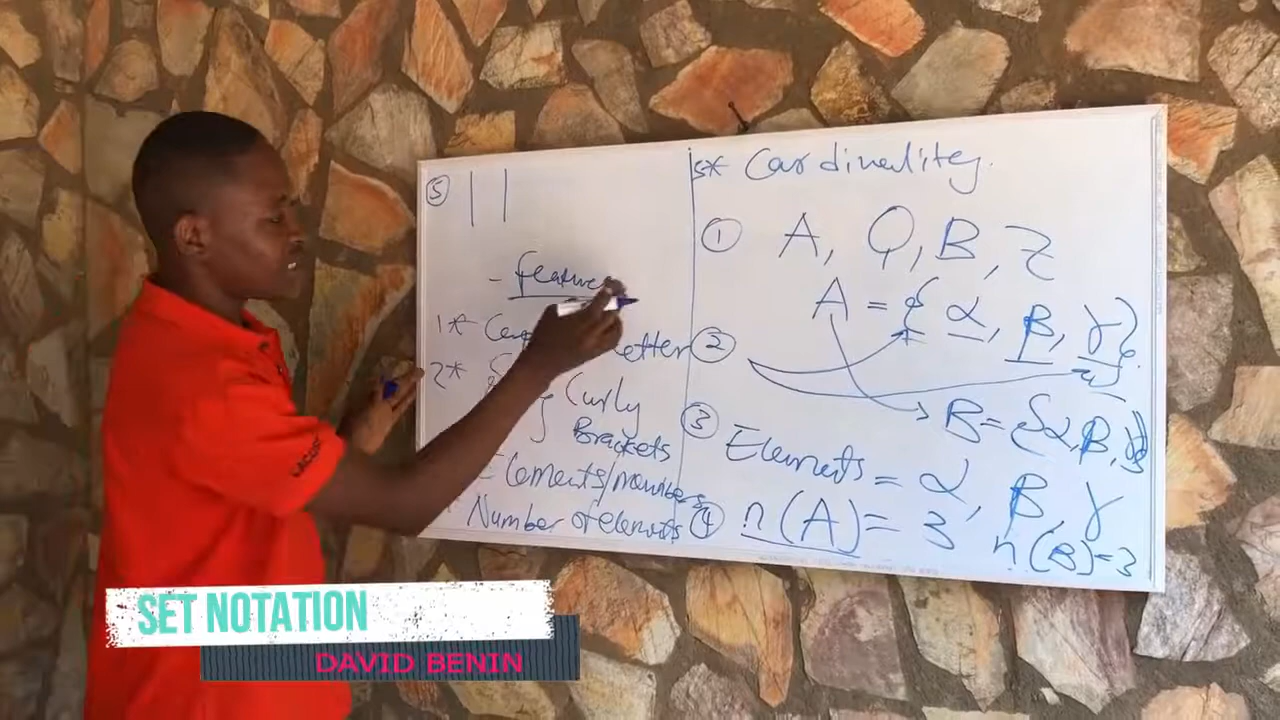 ⑤ | |
- Features
1* Letter
2* { } Curly
Brackets
Elements/members
Number of elements
5* Cardinality.
① A, Q, B, Z
A = {α, β, γ}.
②
B = {α, β, γ}
③ Elements = α, β, γ
④ n(A) = 3
n(B)=3
SET NOTATION
DAVID BENIN